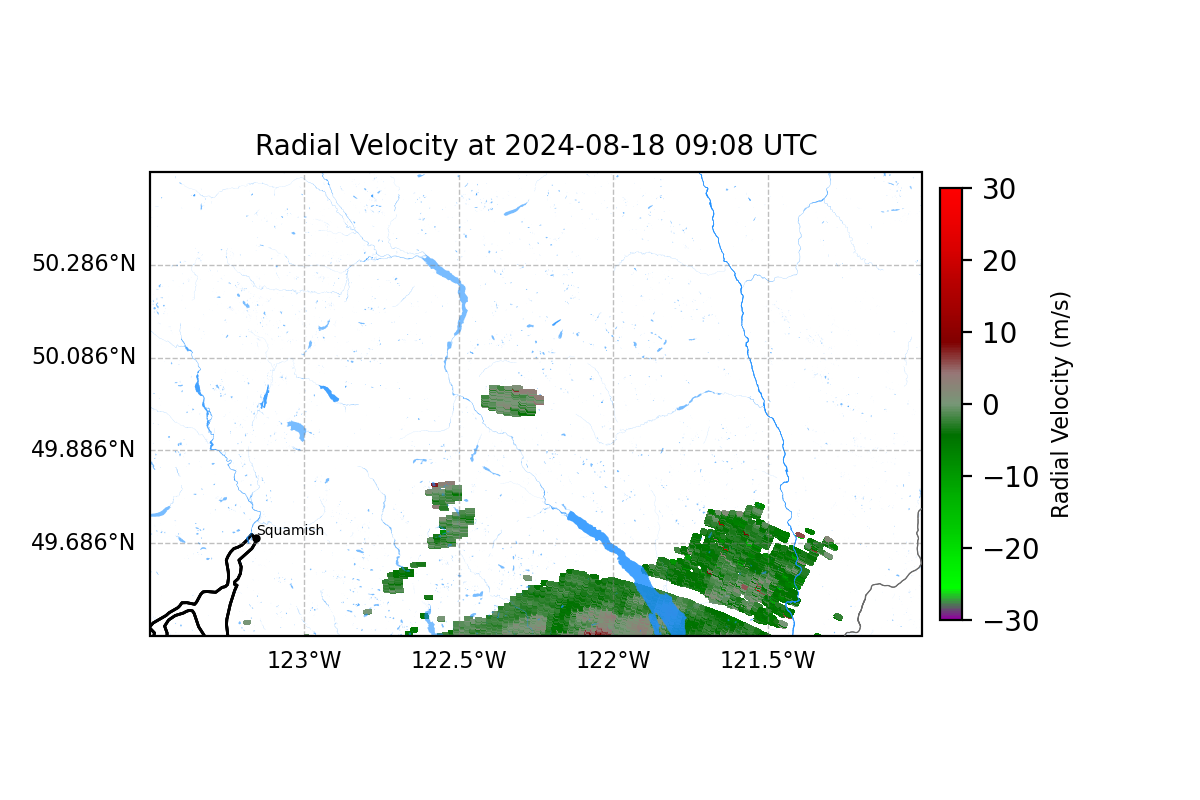 Radial Velocity at 2024-08-18 09:08 UTC
50.286°N
50.086°N
49.886°N
49.686°N
Squamish
123°W
122.5°W
122°W
121.5°W
30
20
10
0
−10
−20
−30
Radial Velocity (m/s)